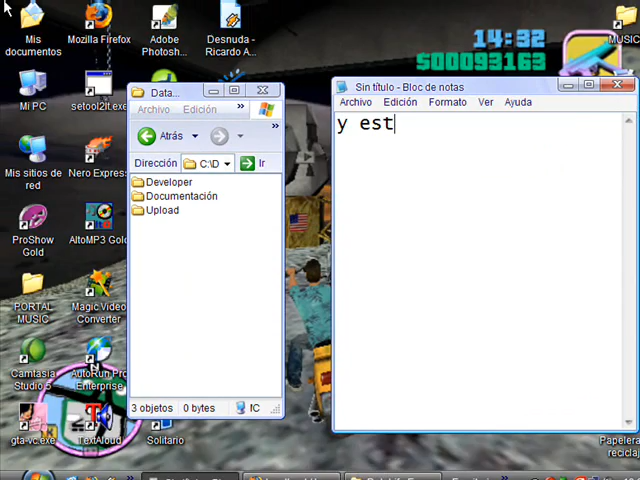 Mis documentos
Mozilla Firefox
Adobe Photosh...
Desnuda - Ricardo A...
14:32
$00093163
MUSIC
Mi PC
setool2lt.exe
Mis sitios de red
Nero Express
ProShow Gold
AltoMP3 Gold
PORTAL MUSIC
Magic Video Converter
Camtasia Studio 5
AutoRun Pro Enterprise
gta-vc.exe
TextAloud
Solitario
Papelera
reciclaj
Data...
Archivo Edición
Atrás
Dirección C:\D Ir
Developer
Documentación
Upload
3 objetos 0 bytes
Sin título - Bloc de notas
Archivo Edición Formato Ver Ayuda
y est